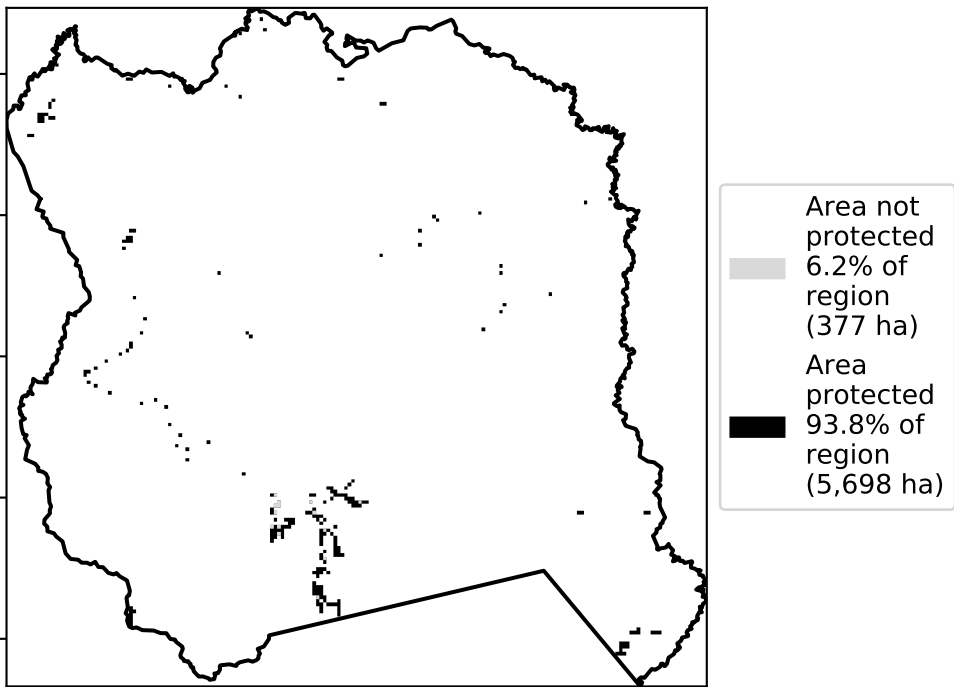 Area not
protected
6.2% of
region
(377 ha)
Area
protected
93.8% of
region
(5,698 ha)